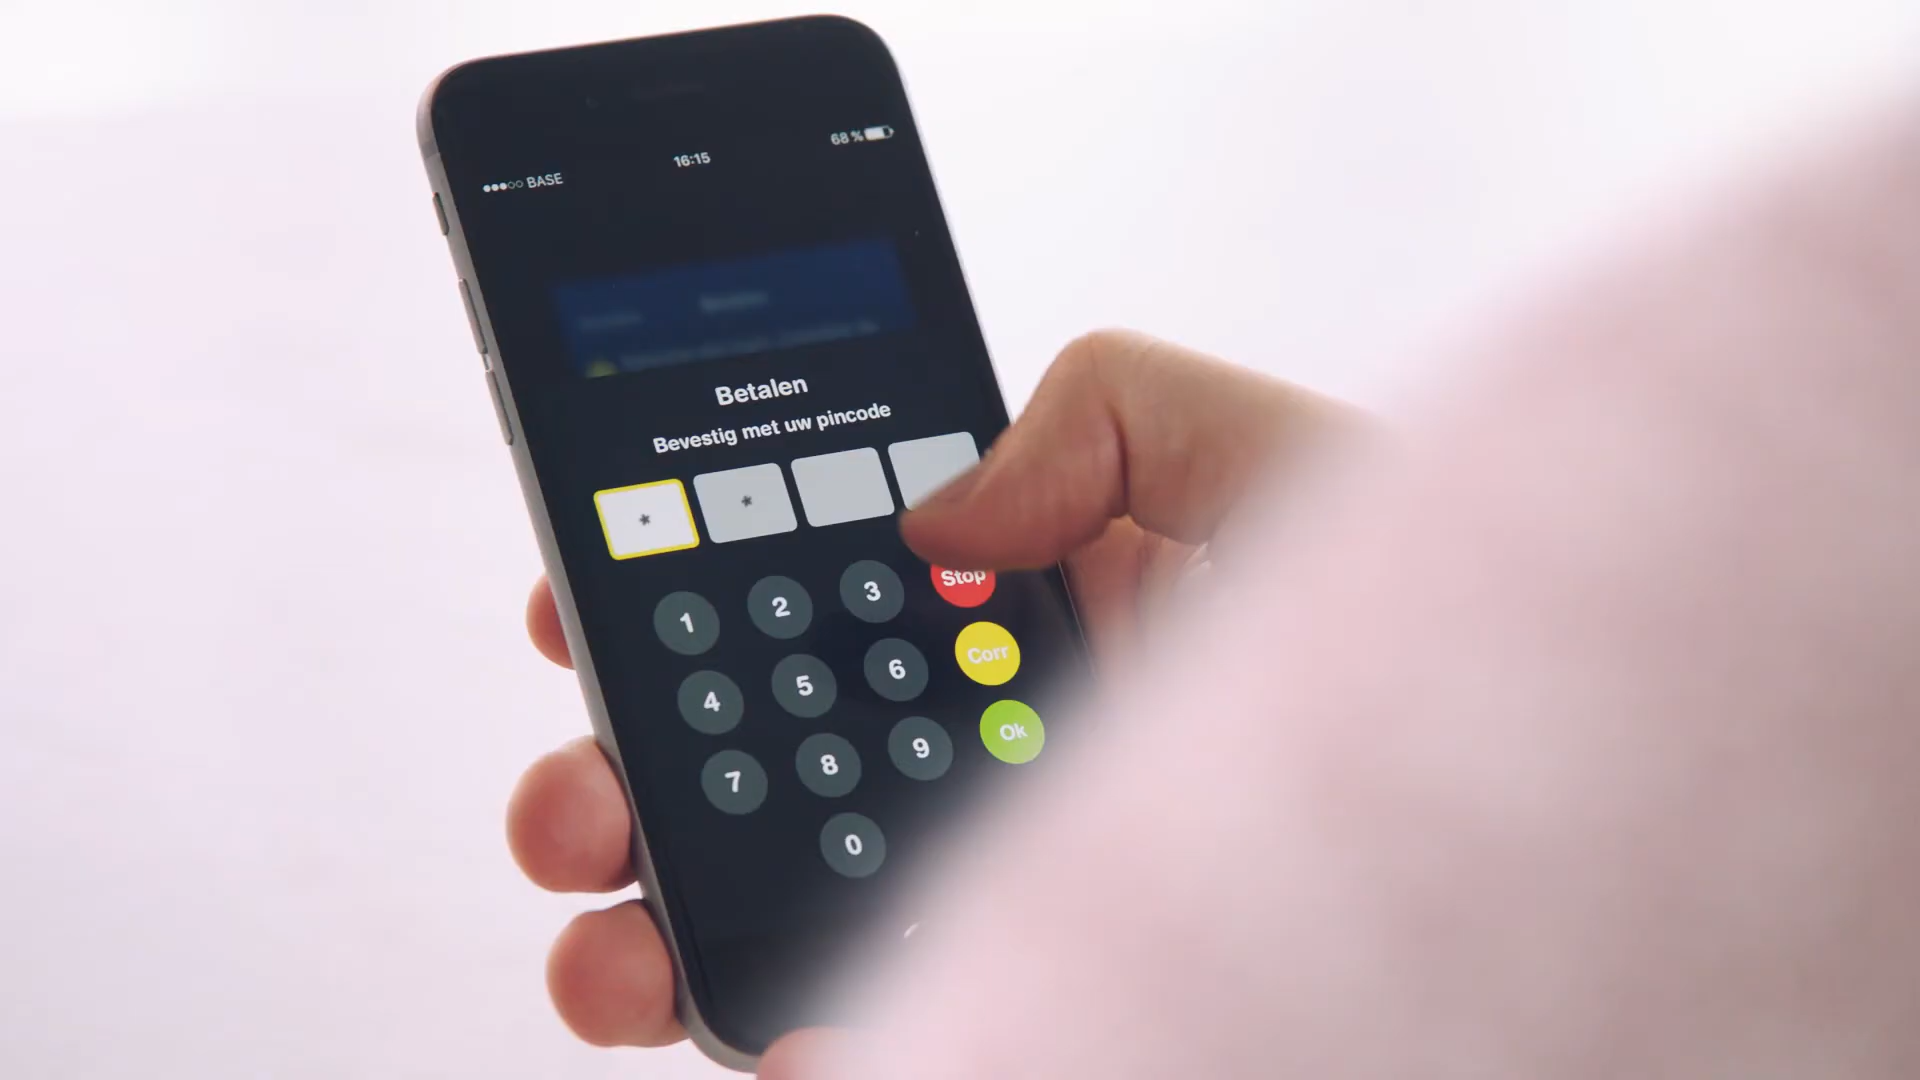 BASE 16:15 68 %
Betalen
Bevestig met uw pincode
* *
1 2 3 Stop
4 5 6 Corr
7 8 9 Ok
0